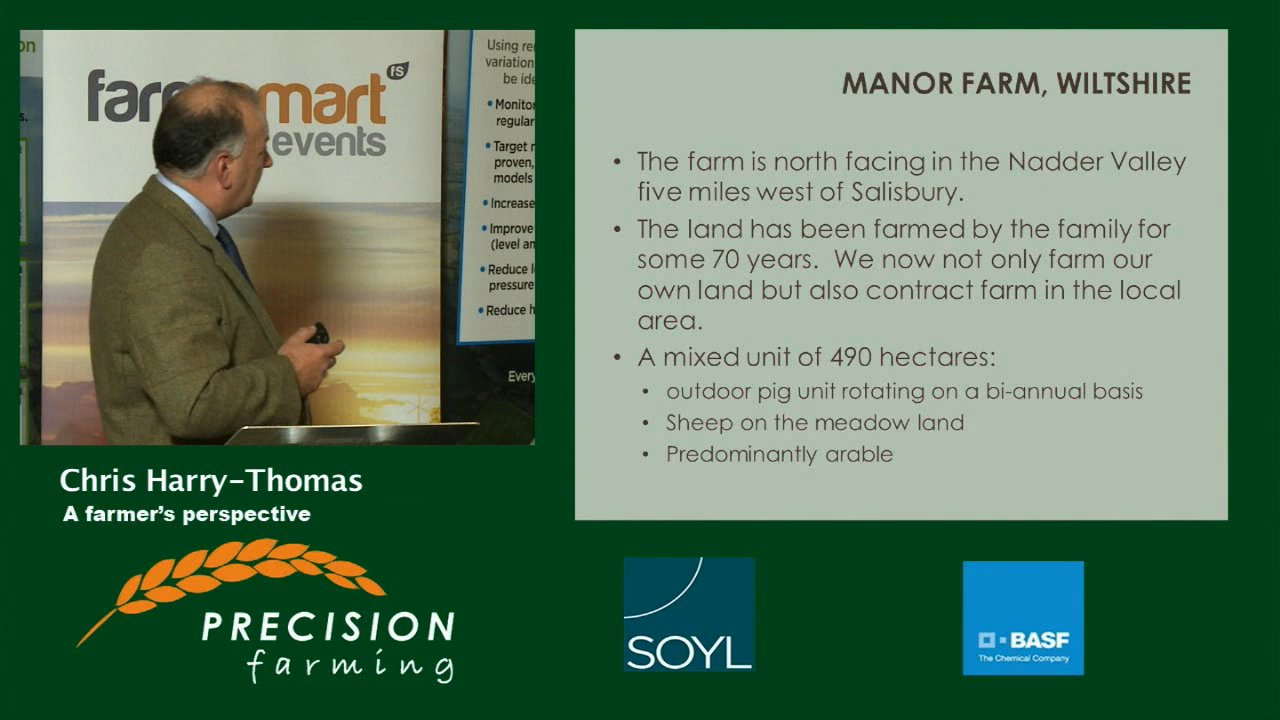 on
s.
farm smart
fs
events
Using
variation
be
• Monitor
regular
• Target
proven,
models
• Increase
• Improve
(level
• Reduce
pressure
• Reduce
Every
MANOR FARM, WILTSHIRE
• The farm is north facing in the Nadder Valley
five miles west of Salisbury.
• The land has been farmed by the family for
some 70 years. We now not only farm our
own land but also contract farm in the local
area.
• A mixed unit of 490 hectares:
• outdoor pig unit rotating on a bi-annual basis
• Sheep on the meadow land
• Predominantly arable
Chris Harry-Thomas
A farmer's perspective
PRECISION
farming
SOYL
BASF
The Chemical Company